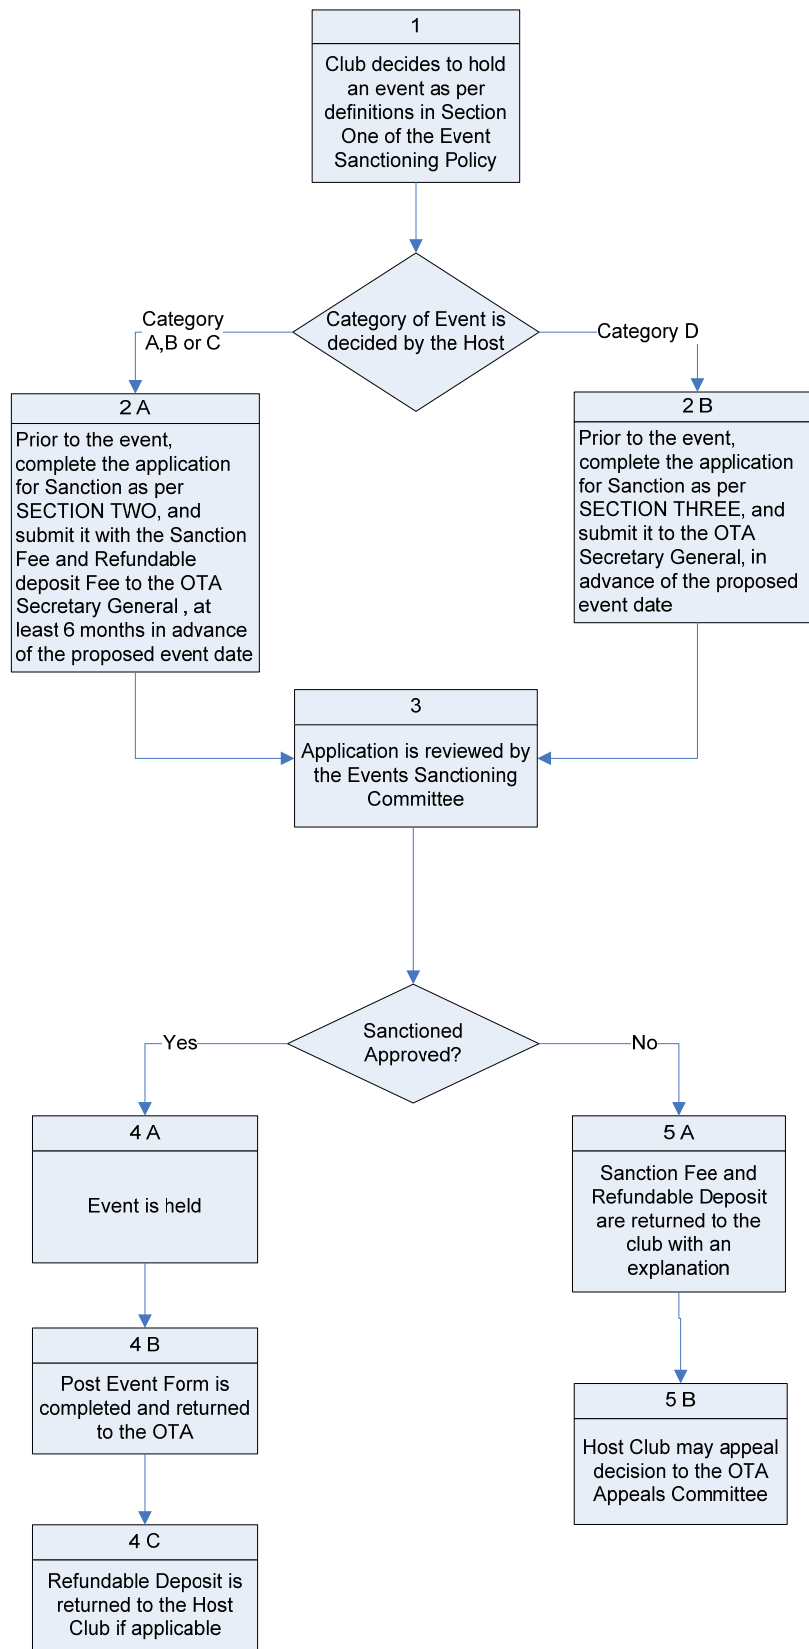 1
Club decides to hold
an event as per
definitions in Section
One of the Event
Sanctioning Policy
Category of Event is
decided by the Host
Category
A,B or C
Category D
2 A
Prior to the event,
complete the application
for Sanction as per
SECTION TWO, and
submit it with the Sanction
Fee and Refundable
deposit Fee to the OTA
Secretary General , at
least 6 months in advance
of the proposed event date
2 B
Prior to the event,
complete the application
for Sanction as per
SECTION THREE, and
submit it to the OTA
Secretary General, in
advance of the proposed
event date
3
Application is reviewed by
the Events Sanctioning
Committee
Sanctioned
Approved?
Yes
No
4 A
Event is held
5 A
Sanction Fee and
Refundable Deposit
are returned to the
club with an
explanation
4 B
Post Event Form is
completed and returned
to the OTA
5 B
Host Club may appeal
decision to the OTA
Appeals Committee
4 C
Refundable Deposit is
returned to the Host
Club if applicable